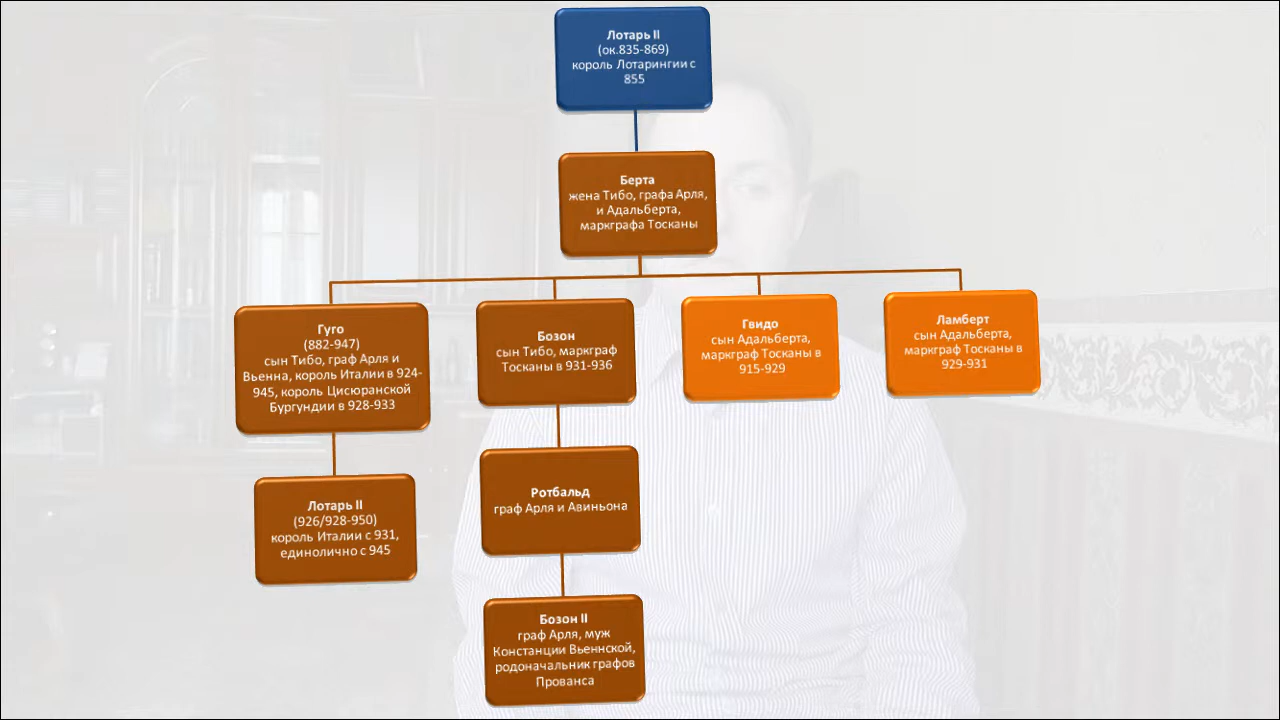 Лотарь II
(ок.835-869)
король Лотарингии с
855
Берта
жена Тибо, графа Арля,
и Адальберта,
маркграфа Тосканы
Гуго
(882-947)
сын Тибо, граф Арля и
Вьенна, король Италии в 924-
945, король Цисюранской
Бургундии в 928-933
Бозон
сын Тибо, маркграф
Тосканы в 931-936
Гвидо
сын Адальберта,
маркграф Тосканы в
915-929
Ламберт
сын Адальберта,
маркграф Тосканы в
929-931
Лотарь II
(926/928-950)
король Италии с 931,
единолично с 945
Ротбальд
граф Арля и Авиньона
Бозон II
граф Арля, муж
Констанции Вьеннской,
родоначальник графов
Прованса